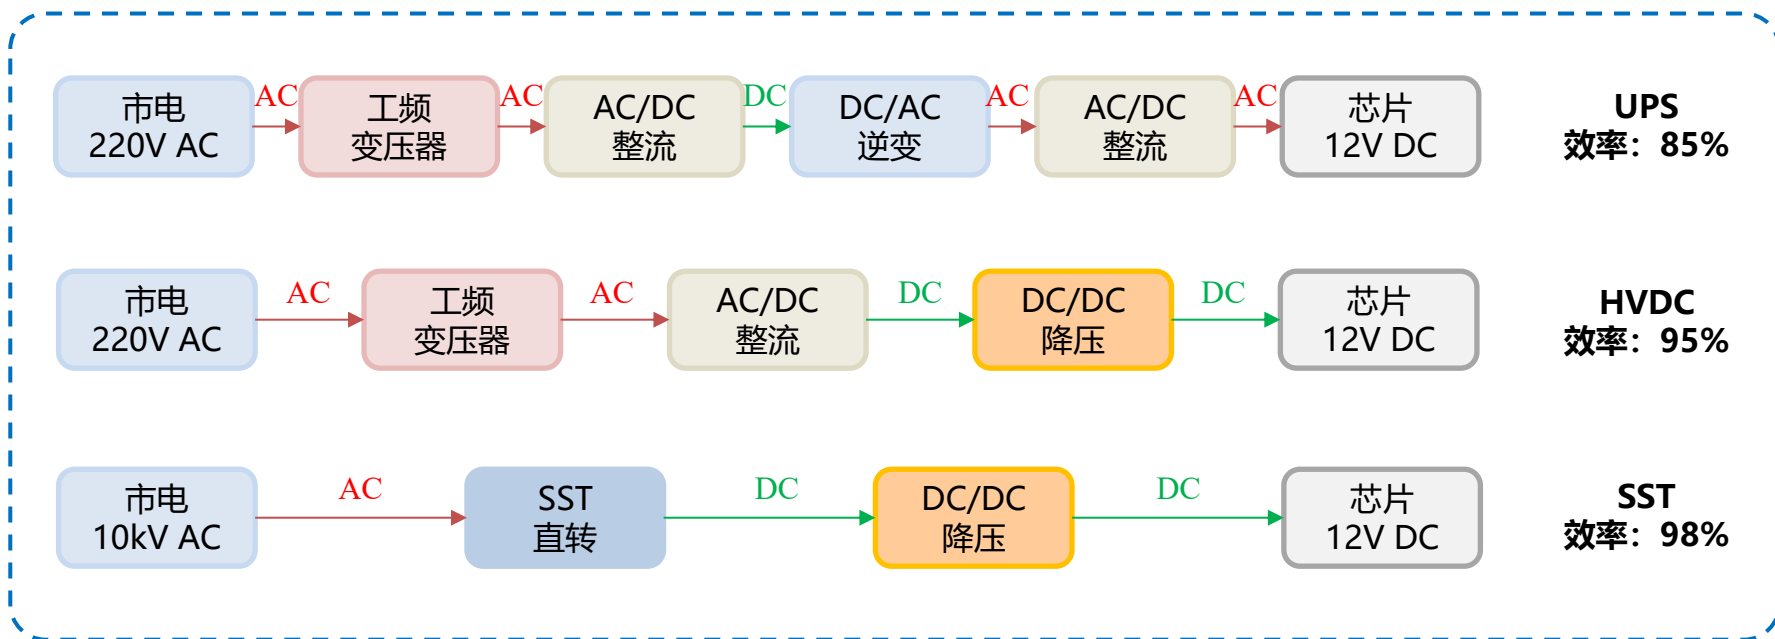 市电
220V AC
AC
工频
变压器
AC
AC/DC
整流
DC
DC/AC
逆变
AC
AC/DC
整流
AC
芯片
12V DC
UPS
效率：85%
市电
220V AC
AC
工频
变压器
AC
AC/DC
整流
DC
DC/DC
降压
DC
芯片
12V DC
HVDC
效率：95%
市电
10kV AC
AC
SST
直转
DC
DC/DC
降压
DC
芯片
12V DC
SST
效率：98%